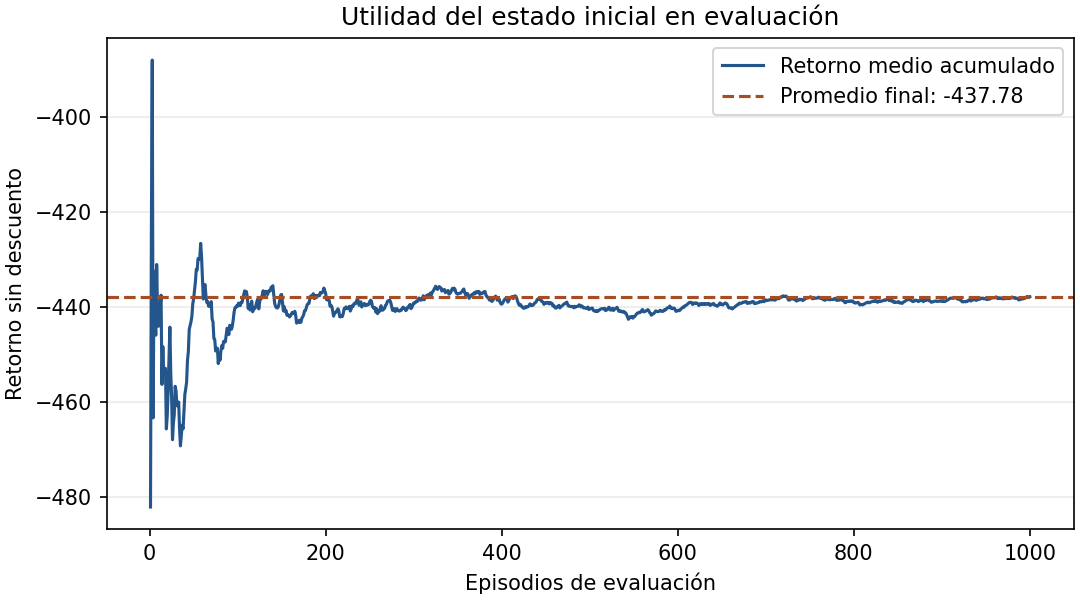 Utilidad del estado inicial en evaluación
Retorno medio acumulado
Promedio final: -437.78
Retorno sin descuento
−400
−420
−440
−460
−480
0 200 400 600 800 1000
Episodios de evaluación